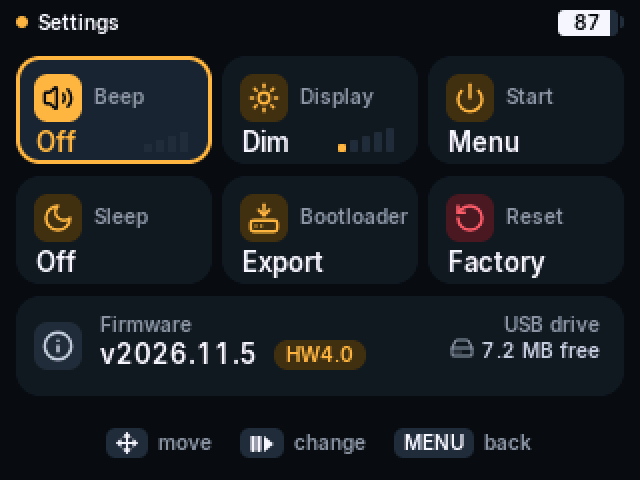 Settings
87
Beep
Off
Display
Dim
Start
Menu
Sleep
Off
Bootloader
Export
Reset
Factory
Firmware
v2026.11.5 HW4.0
USB drive
7.2 MB free
move change MENU back